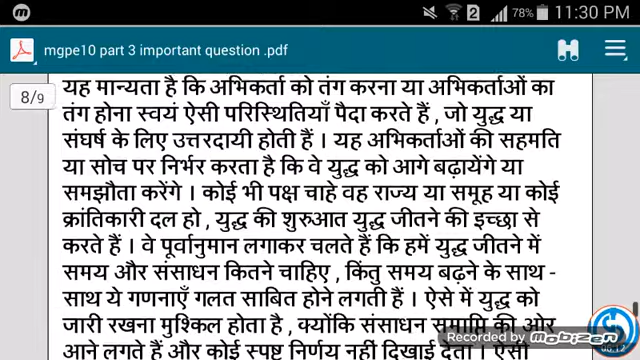 78% 11:30 PM
mgpe10 part 3 important question .pdf
8/9
यह मान्यता है कि अभिकर्ता को तंग करना या अभिकर्ताओं का
तंग होना स्वयं ऐसी परिस्थितियाँ पैदा करते हैं , जो युद्ध या
संघर्ष के लिए उत्तरदायी होती हैं । यह अभिकर्ताओं की सहमति
या सोच पर निर्भर करता है कि वे युद्ध को आगे बढ़ायेंगे या
समझौता करेंगे । कोई भी पक्ष चाहे वह राज्य या समूह या कोई
क्रांतिकारी दल हो , युद्ध की शुरुआत युद्ध जीतने की इच्छा से
करते हैं । वे पूर्वानुमान लगाकर चलते हैं कि हमें युद्ध जीतने में
समय और संसाधन कितने चाहिए , किंतु समय बढ़ने के साथ -
साथ ये गणनाएँ गलत साबित होने लगती हैं । ऐसे में युद्ध को
जारी रखना मुश्किल होता है , क्योंकि संसाधन समाप्ति की ओर
आने लगते हैं और कोई स्पष्ट निर्णय नहीं दिखाई देता । ऐसी
Recorded by mobizen